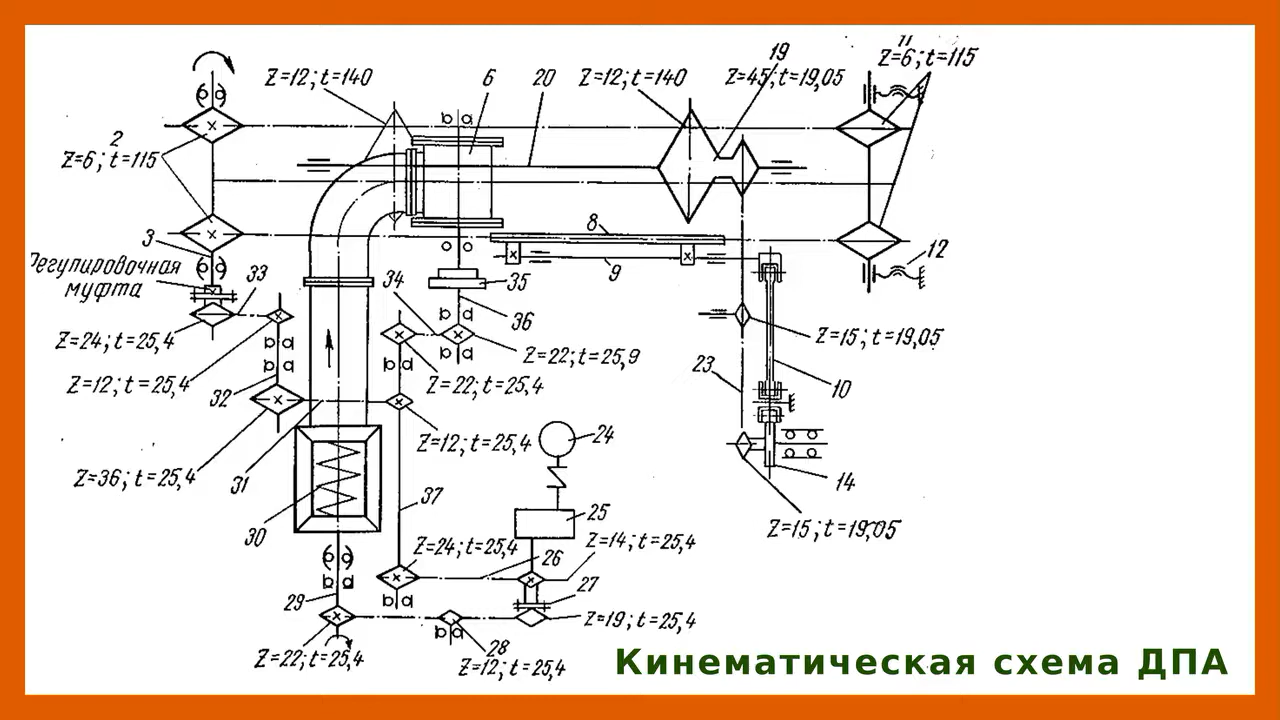 11
19
Z=12; t=140
6
20
Z=12; t=140
Z=45; t=19,05
Z=6; t=115
2
Z=6; t=115
3
8
12
Регулировочная
муфта
33
34
9
35
36
Z=24; t=25,4
Z=22; t=25,9
Z=15; t=19,05
Z=12; t=25,4
32
Z=22; t=25,4
23
10
Z=12; t=25,4
24
Z=36; t=25,4
31
37
14
30
25
Z=15; t=19,05
Z=24; t=25,4
26
Z=14; t=25,4
27
29
Z=19; t=25,4
28
Z=22; t=25,4
Z=12; t=25,4
Кинематическая схема ДПА